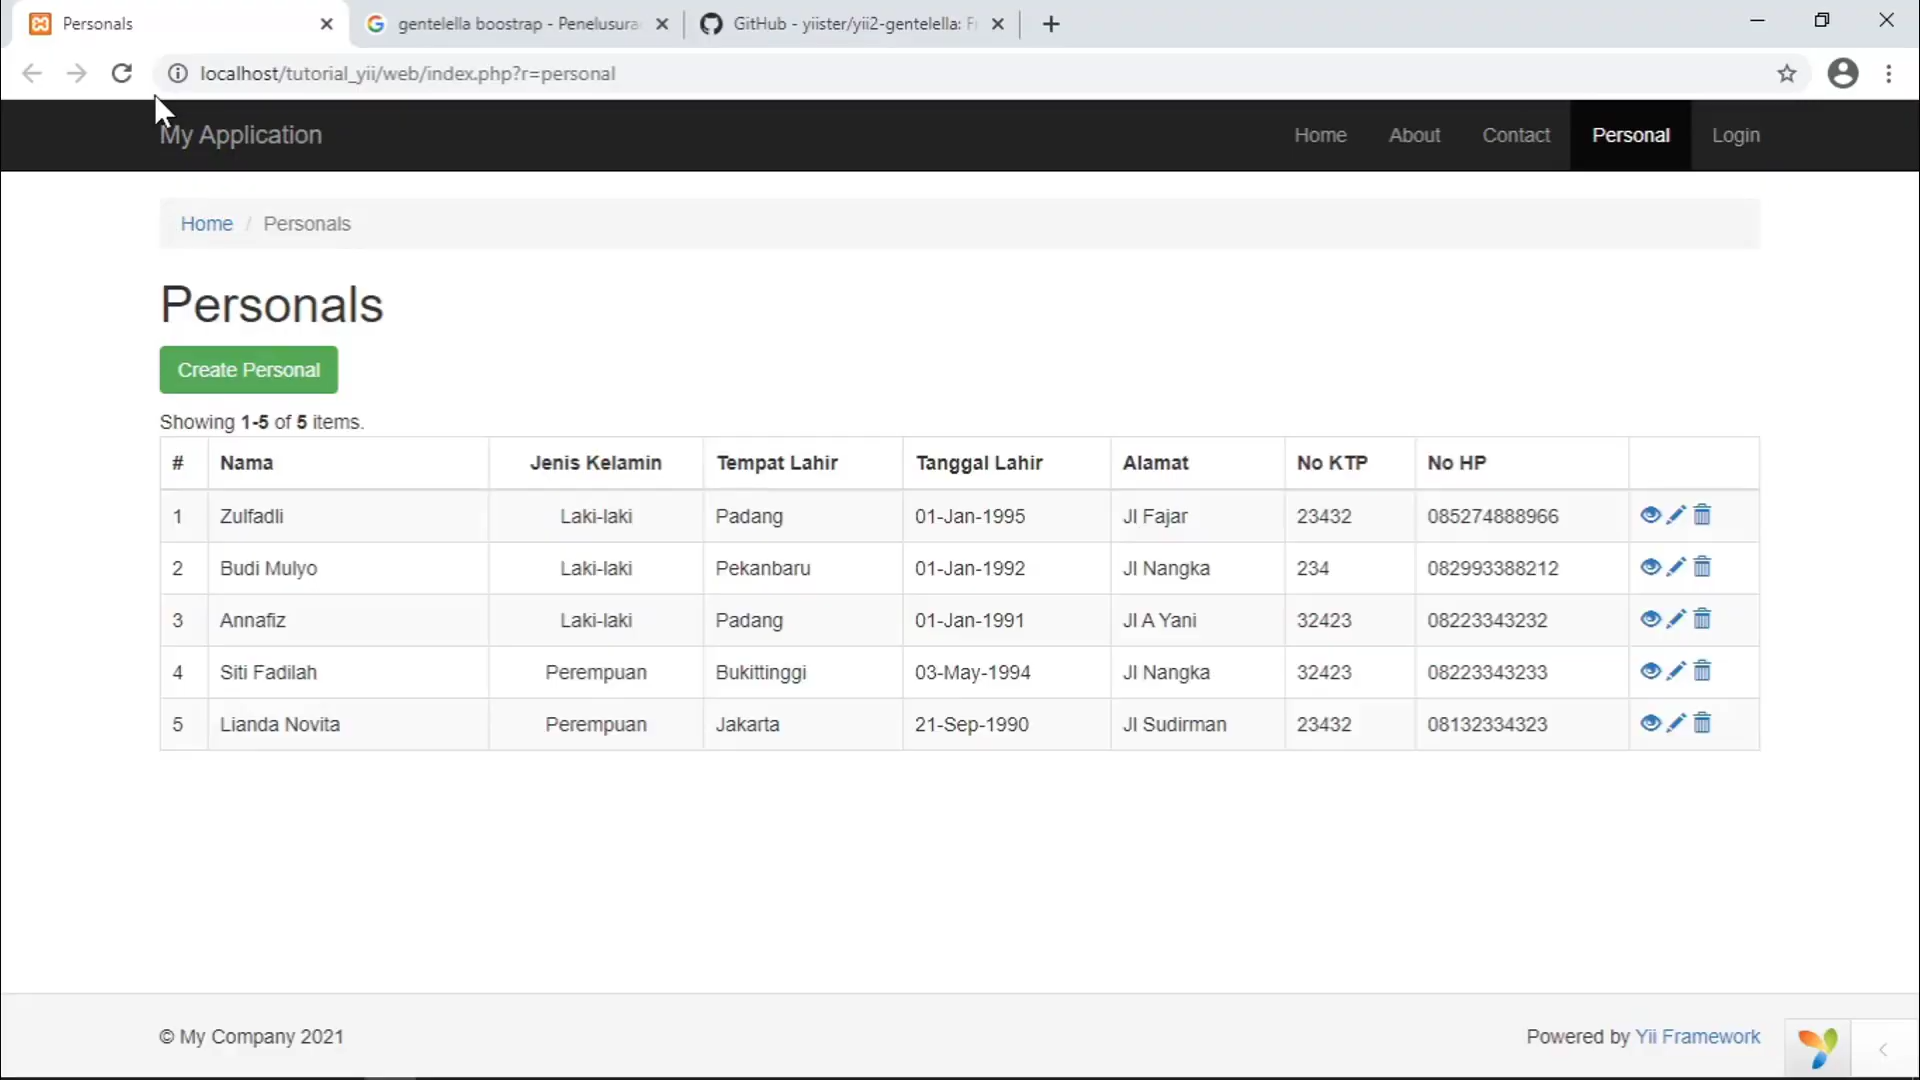 Personals
gentelella boostrap - Penelusura
GitHub - yiister/yii2-gentelella: F
localhost/tutorial_yii/web/index.php?r=personal
My Application Home About Contact Personal Login
Home / Personals
Personals
Create Personal
Showing 1-5 of 5 items.
# Nama Jenis Kelamin Tempat Lahir Tanggal Lahir Alamat No KTP No HP
1 Zulfadli Laki-laki Padang 01-Jan-1995 Jl Fajar 23432 085274888966
2 Budi Mulyo Laki-laki Pekanbaru 01-Jan-1992 Jl Nangka 234 082993388212
3 Annafiz Laki-laki Padang 01-Jan-1991 Jl A Yani 32423 08223343232
4 Siti Fadilah Perempuan Bukittinggi 03-May-1994 Jl Nangka 32423 08223343233
5 Lianda Novita Perempuan Jakarta 21-Sep-1990 Jl Sudirman 23432 08132334323
© My Company 2021 Powered by Yii Framework